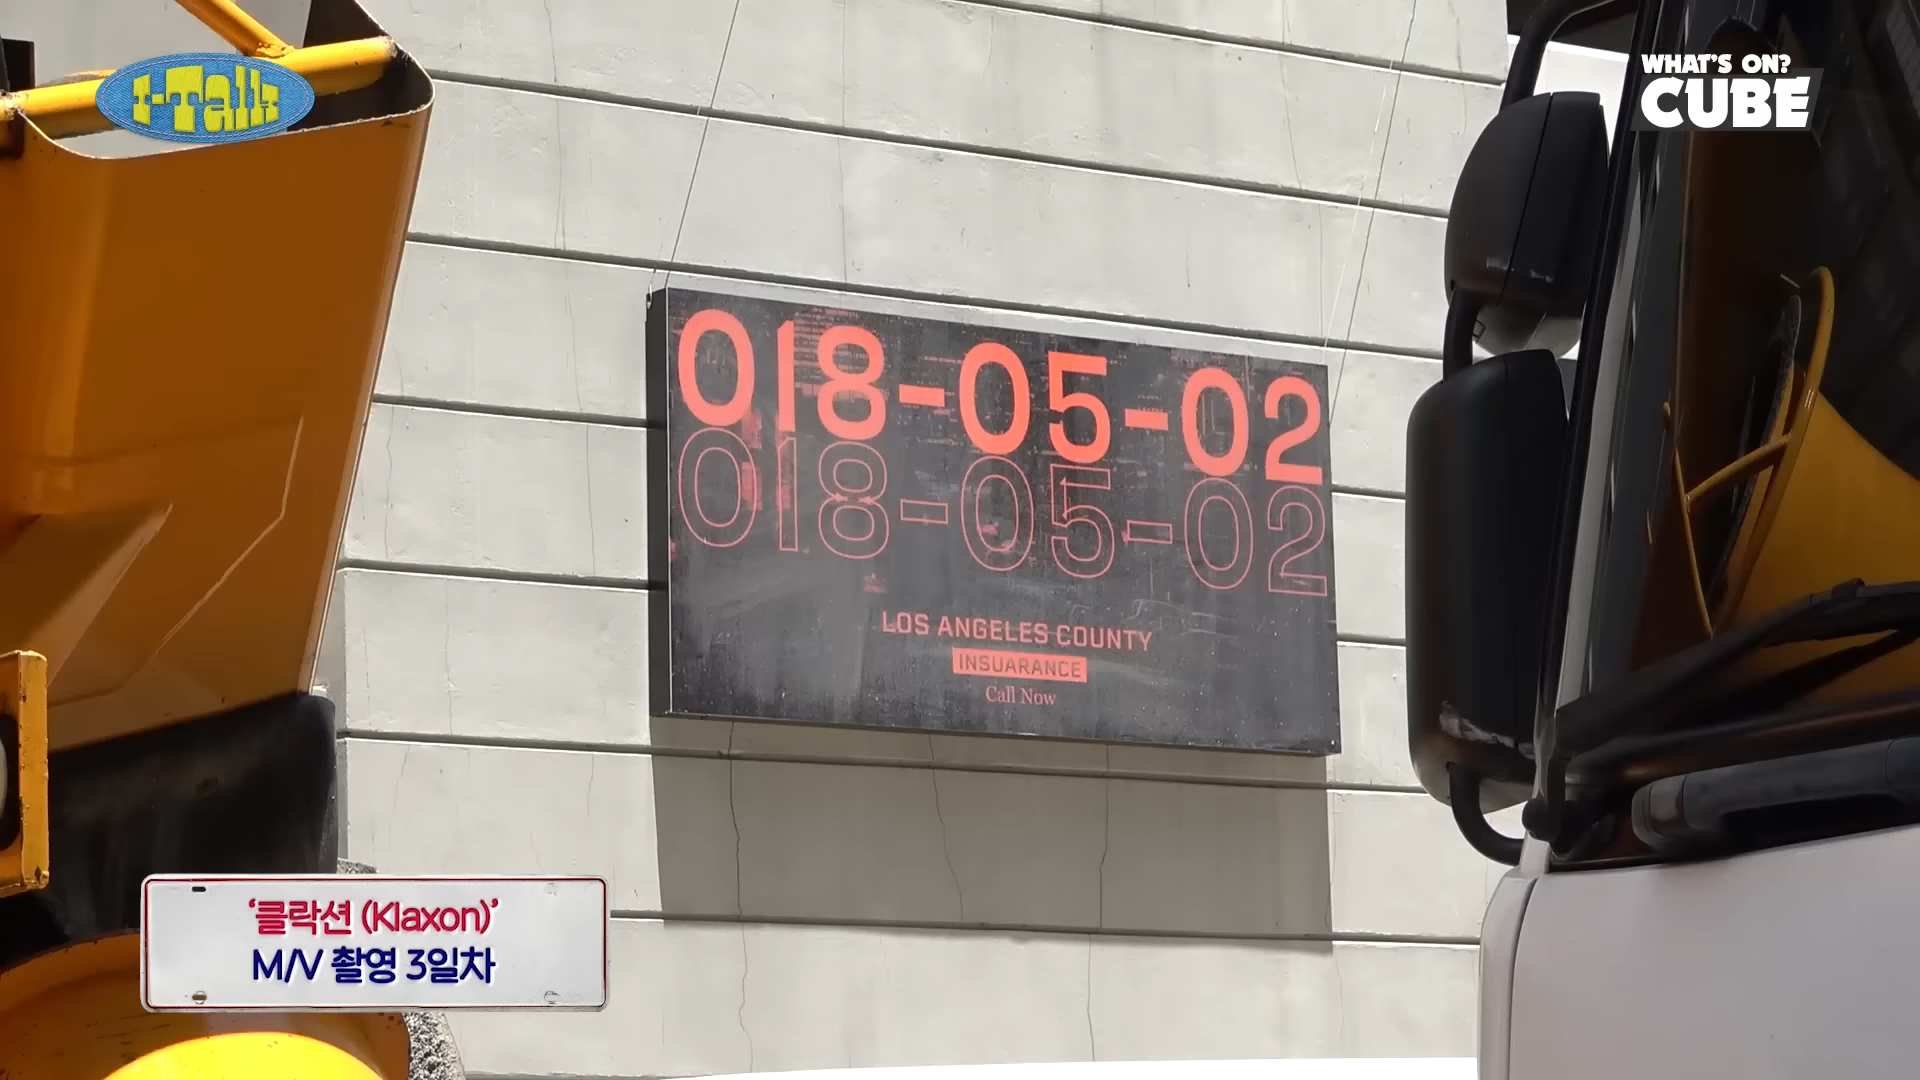 I-Talk
WHAT'S ON?
CUBE
018-05-02
018-05-02
LOS ANGELES COUNTY
INSUARANCE
Call Now
‘클락션 (Klaxon)’
M/V 촬영 3일차